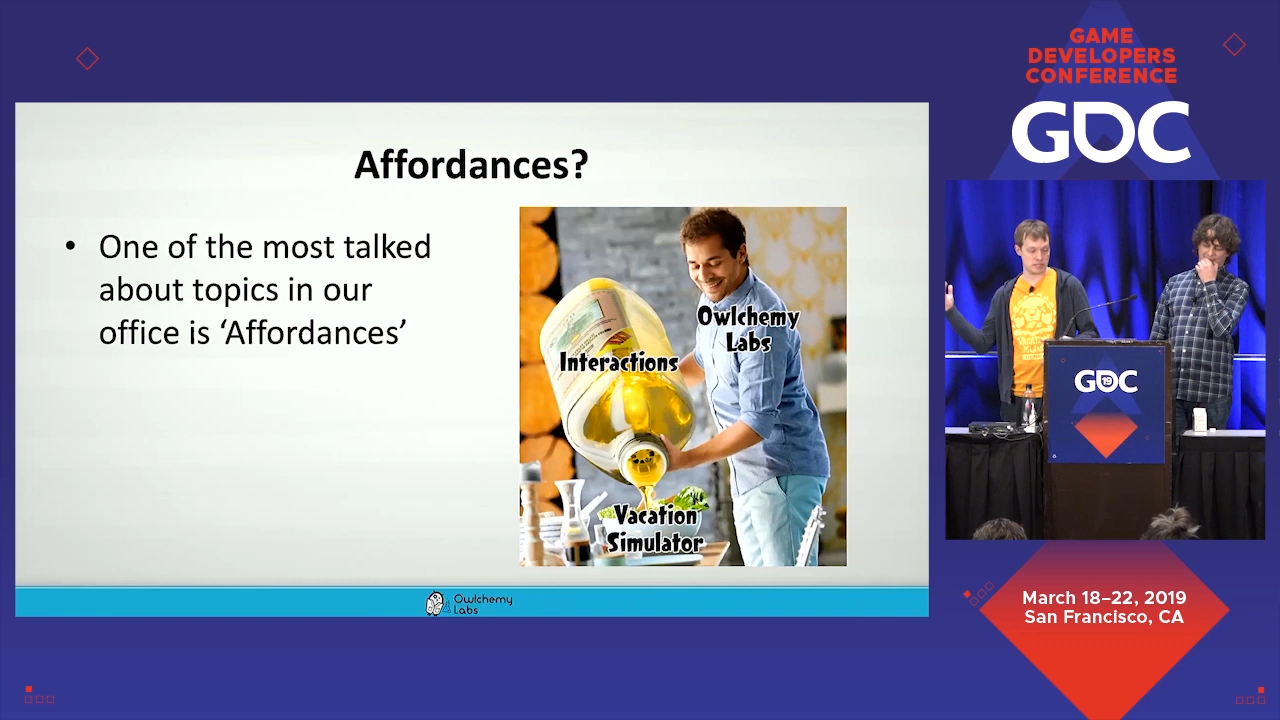 GAME
DEVELOPERS
CONFERENCE
GDC
Affordances?
• One of the most talked
about topics in our
office is ‘Affordances’
Owlchemy
Labs
Interactions
Vacation
Simulator
Owlchemy
Labs
GDC
19
March 18–22, 2019
San Francisco, CA